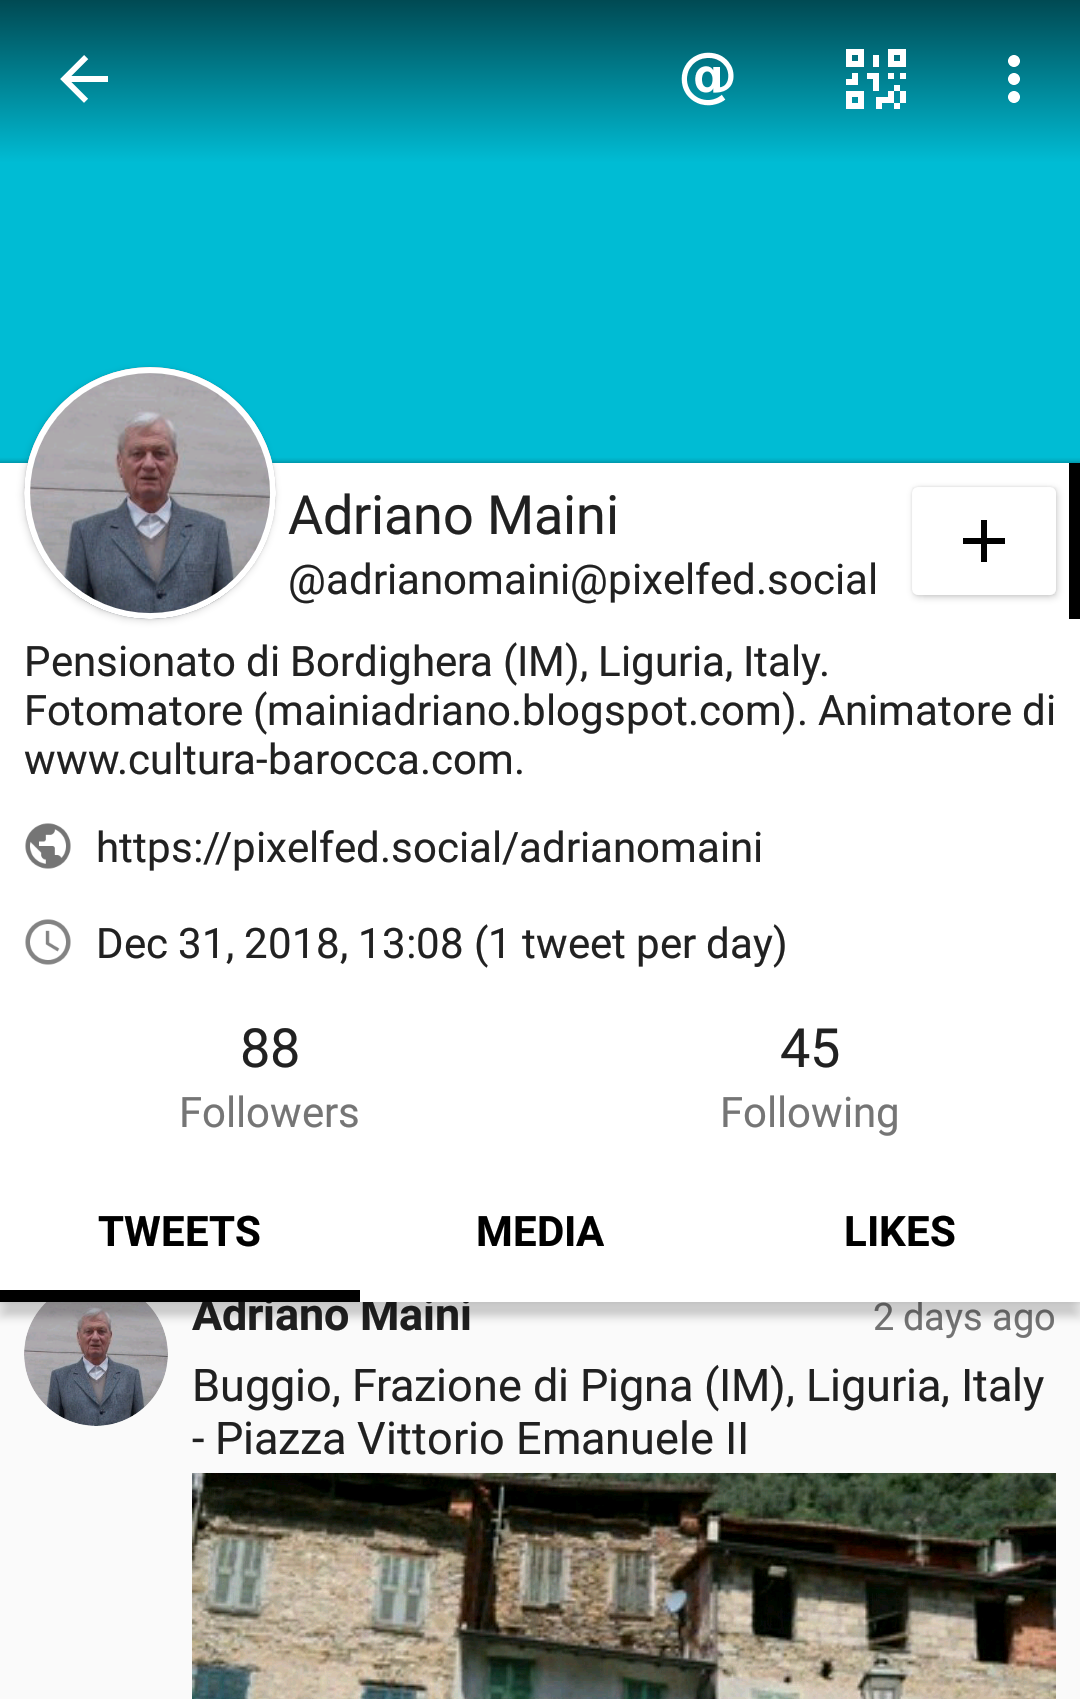 @
Adriano Maini
@adrianomaini@pixelfed.social
Pensionato di Bordighera (IM), Liguria, Italy.
Fotomatore (mainiadriano.blogspot.com). Animatore di
www.cultura-barocca.com.
https://pixelfed.social/adrianomaini
Dec 31, 2018, 13:08 (1 tweet per day)
88
Followers
45
Following
TWEETS
MEDIA
LIKES
Adriano Maini
2 days ago
Buggio, Frazione di Pigna (IM), Liguria, Italy
- Piazza Vittorio Emanuele II